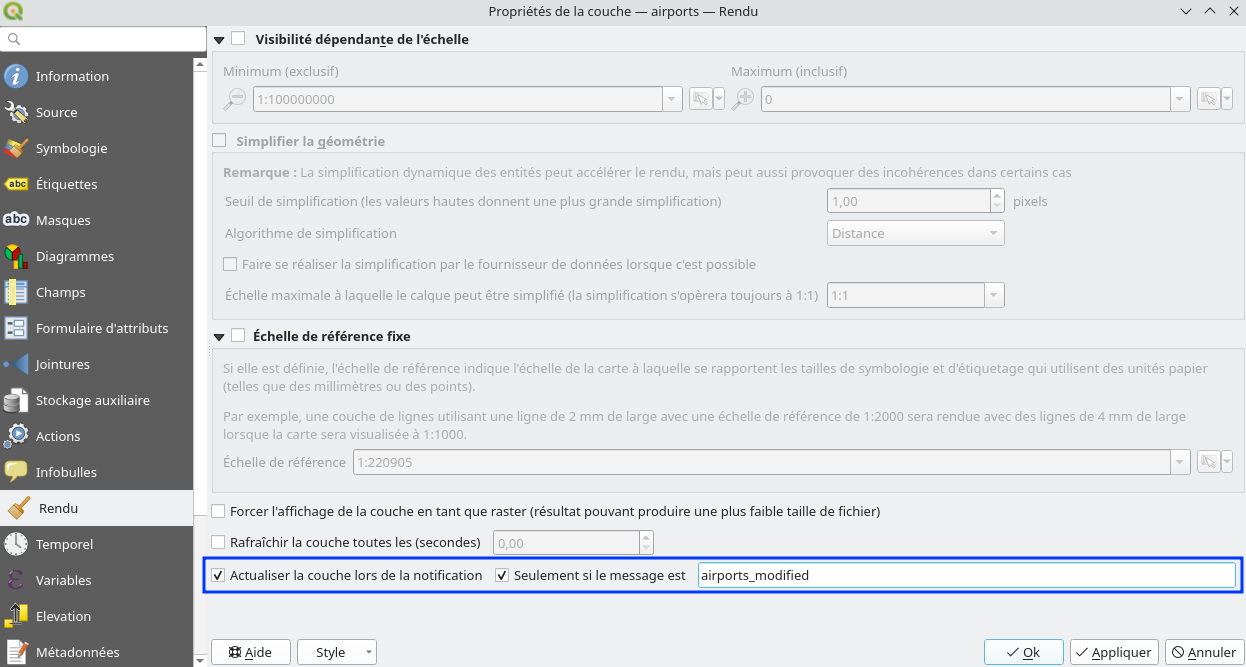 Propriétés de la couche — airports — Rendu
Information
Source
Symbologie
abc Étiquettes
abc Masques
Diagrammes
Champs
Formulaire d'attributs
Jointures
Stockage auxiliaire
Actions
Infobulles
Rendu
Temporel
Variables
Elevation
Métadonnées
Visibilité dépendante de l'échelle
Minimum (exclusif) Maximum (inclusif)
1:100000000 0
Simplifier la géométrie
Remarque : La simplification dynamique des entités peut accélérer le rendu, mais peut aussi provoquer des incohérences dans certains cas
Seuil de simplification (les valeurs hautes donnent une plus grande simplification) 1,00 pixels
Algorithme de simplification Distance
Faire se réaliser la simplification par le fournisseur de données lorsque c'est possible
Échelle maximale à laquelle le calque peut être simplifié (la simplification s'opèrera toujours à 1:1) 1:1
Échelle de référence fixe
Si elle est définie, l'échelle de référence indique l'échelle de la carte à laquelle se rapportent les tailles de symbologie et d'étiquetage qui utilisent des unités papier
(telles que des millimètres ou des points).
Par exemple, une couche de lignes utilisant une ligne de 2 mm de large avec une échelle de référence de 1:2000 sera rendue avec des lignes de 4 mm de large
lorsque la carte sera visualisée à 1:1000.
Échelle de référence 1:220905
Forcer l'affichage de la couche en tant que raster (résultat pouvant produire une plus faible taille de fichier)
Rafraîchir la couche toutes les (secondes) 0,00
Actualiser la couche lors de la notification Seulement si le message est airports_modified
Aide Style Ok Appliquer Annuler